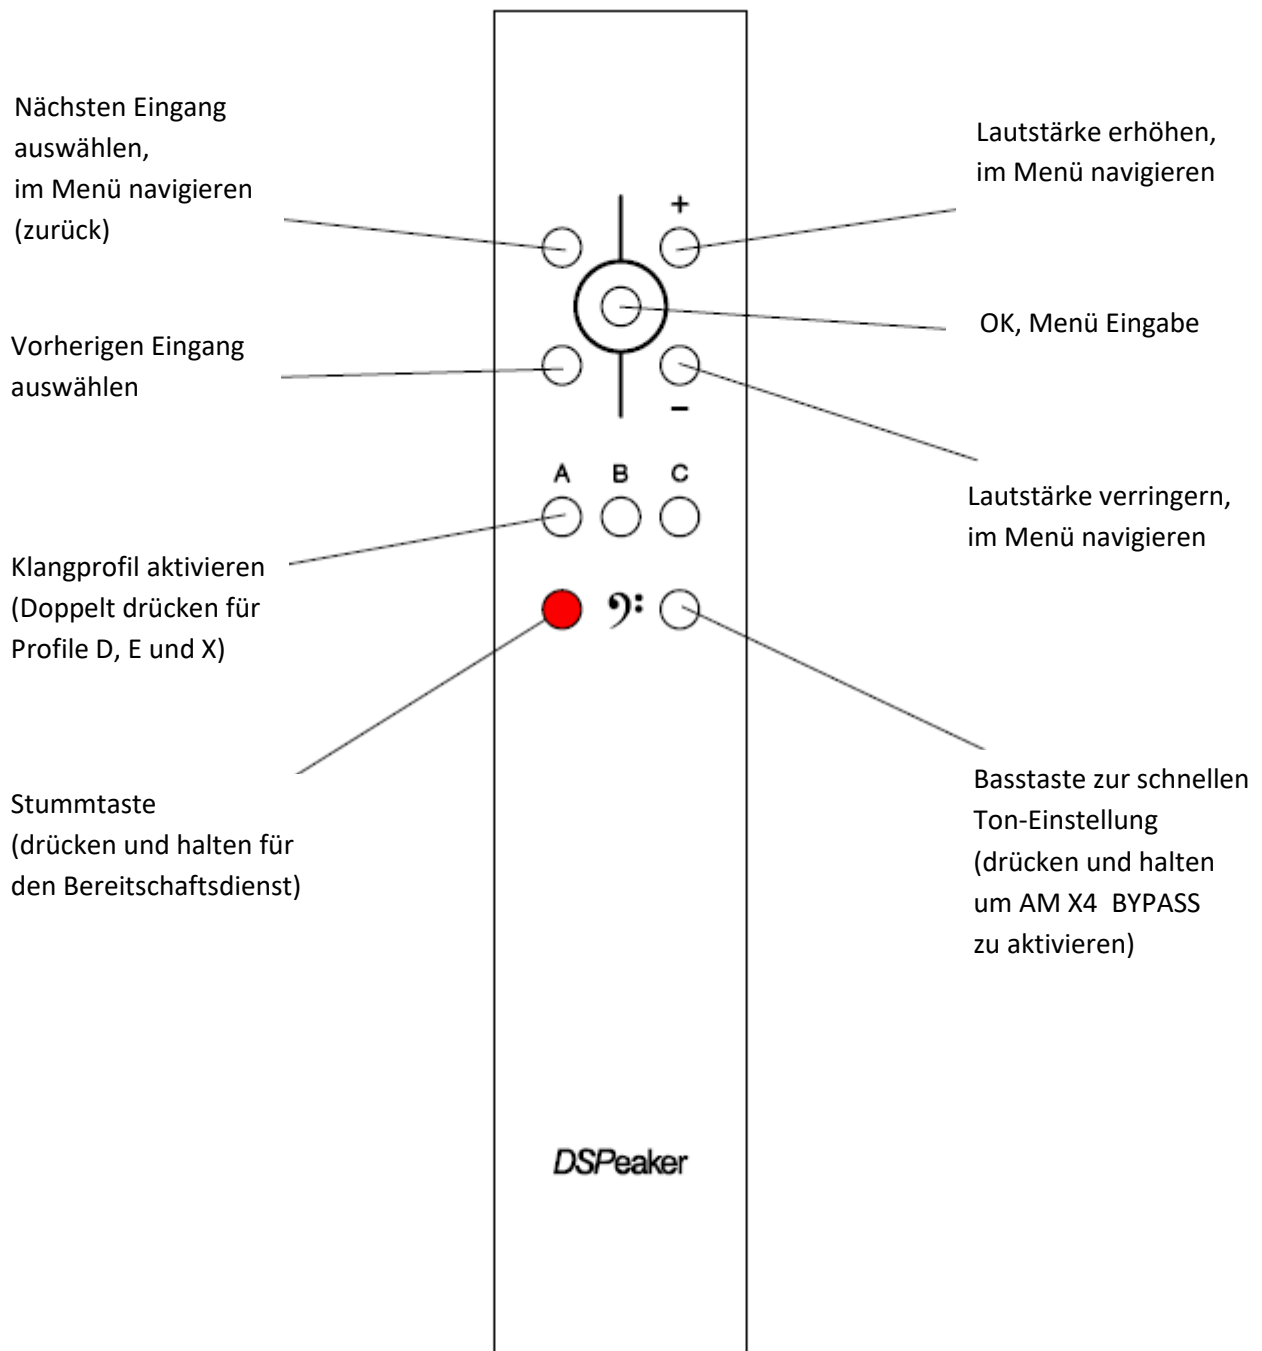 Nächsten Eingang
auswählen,
im Menü navigieren
(zurück)
Lautstärke erhöhen,
im Menü navigieren
+
OK, Menü Eingabe
Vorherigen Eingang
auswählen
−
A B C
Lautstärke verringern,
im Menü navigieren
Klangprofil aktivieren
(Doppelt drücken für
Profile D, E und X)
Stummtaste
(drücken und halten für
den Bereitschaftsdienst)
Basstaste zur schnellen
Ton-Einstellung
(drücken und halten
um AM X4  BYPASS
zu aktivieren)
DSPeaker